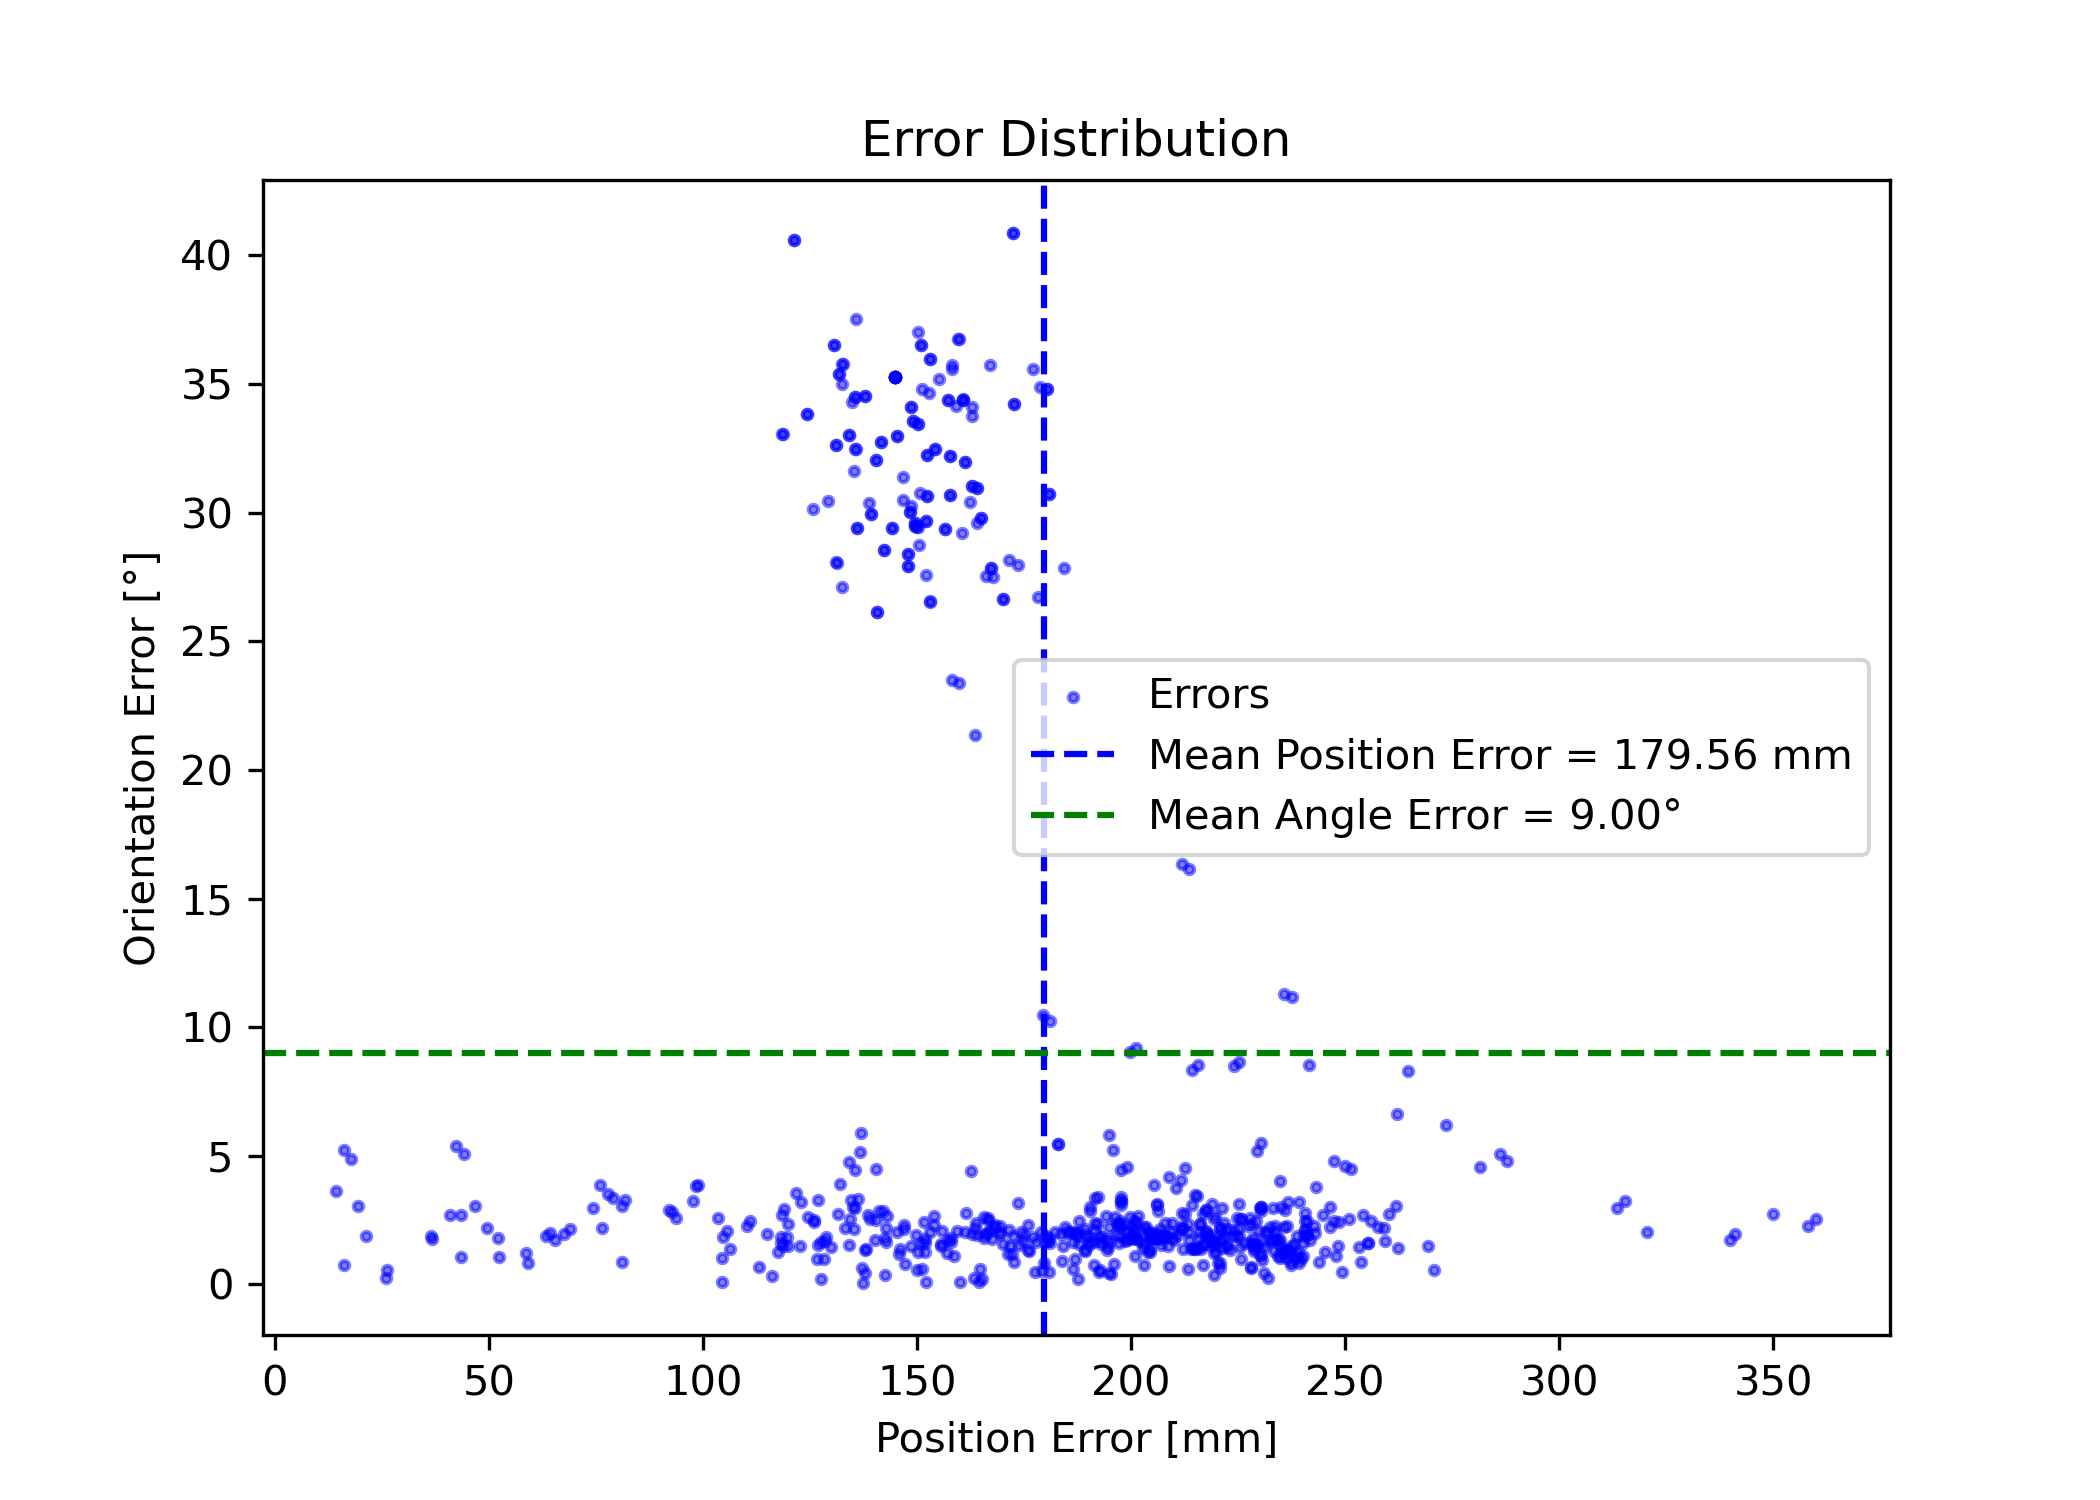 Error Distribution
Orientation Error [°]
40
35
30
25
20
15
10
5
0
Errors
Mean Position Error = 179.56 mm
Mean Angle Error = 9.00°
0 50 100 150 200 250 300 350
Position Error [mm]